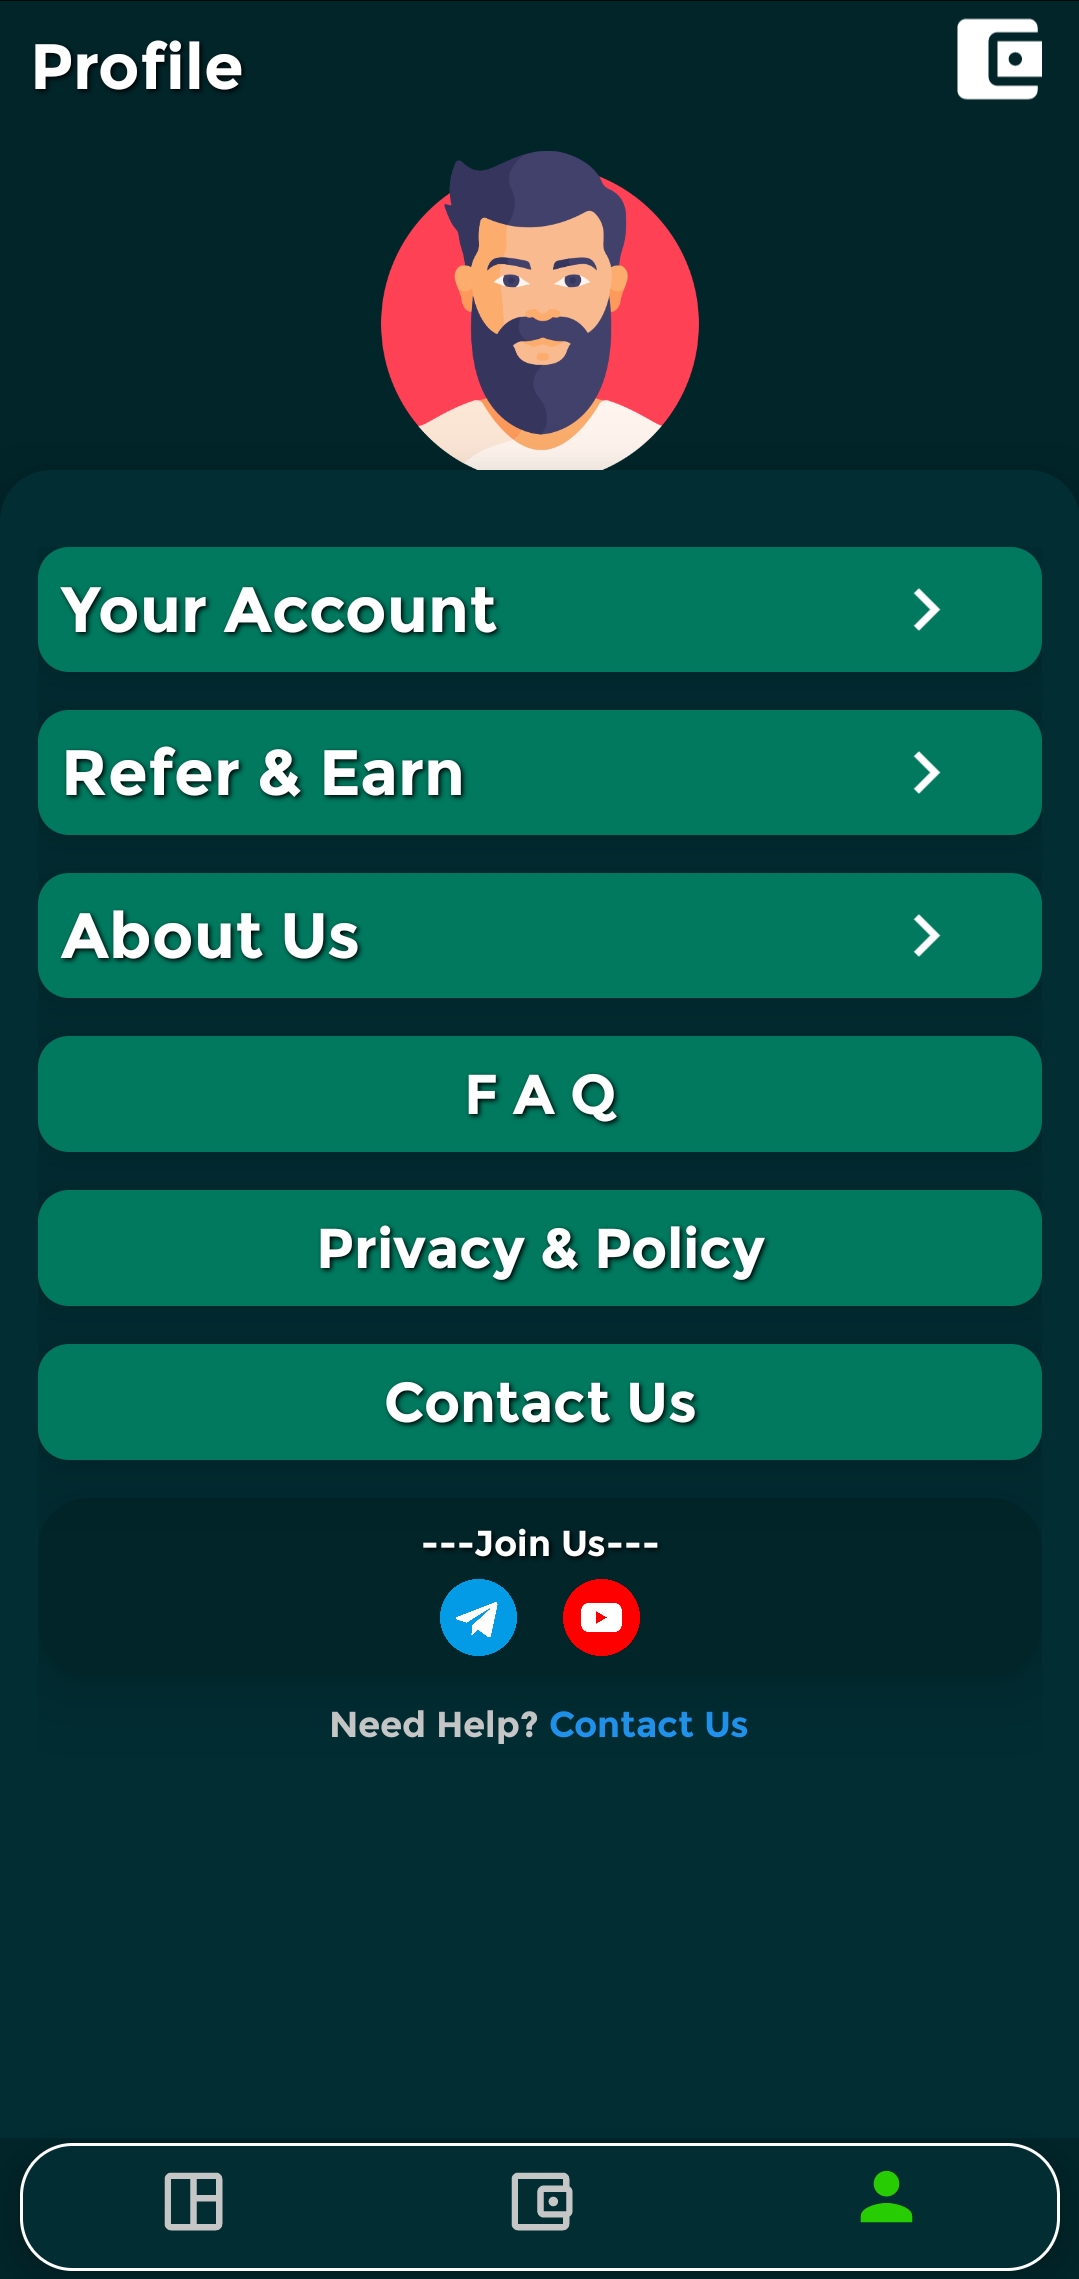 Profile
Your Account
Refer & Earn
About Us
F A Q
Privacy & Policy
Contact Us
---Join Us---
Need Help? Contact Us